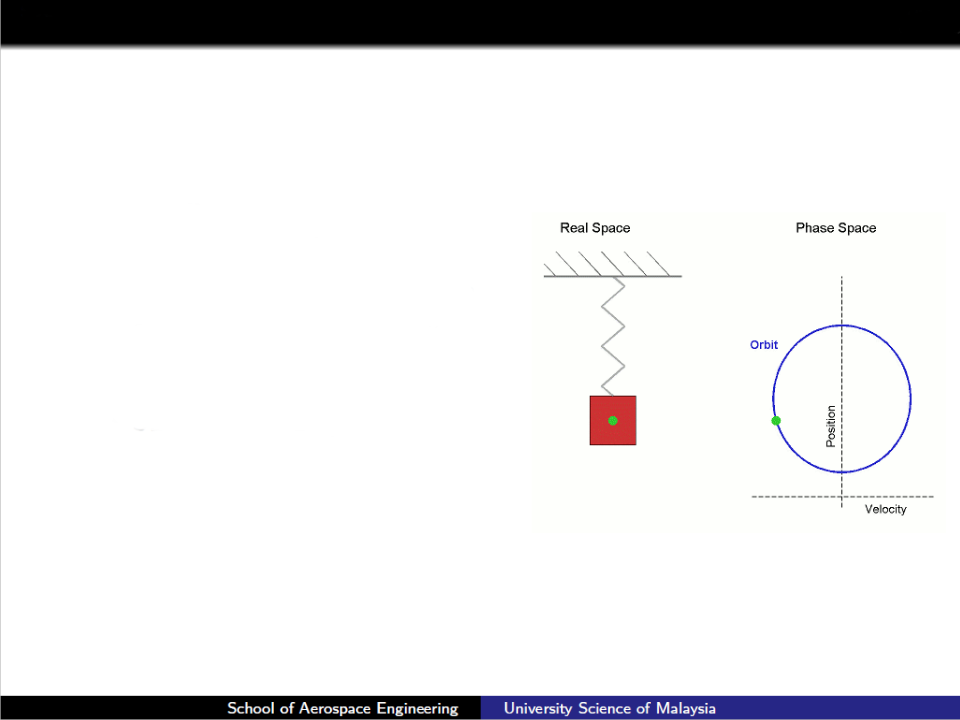 Real Space
Phase Space
Orbit
Position
Velocity
School of Aerospace Engineering
University Science of Malaysia